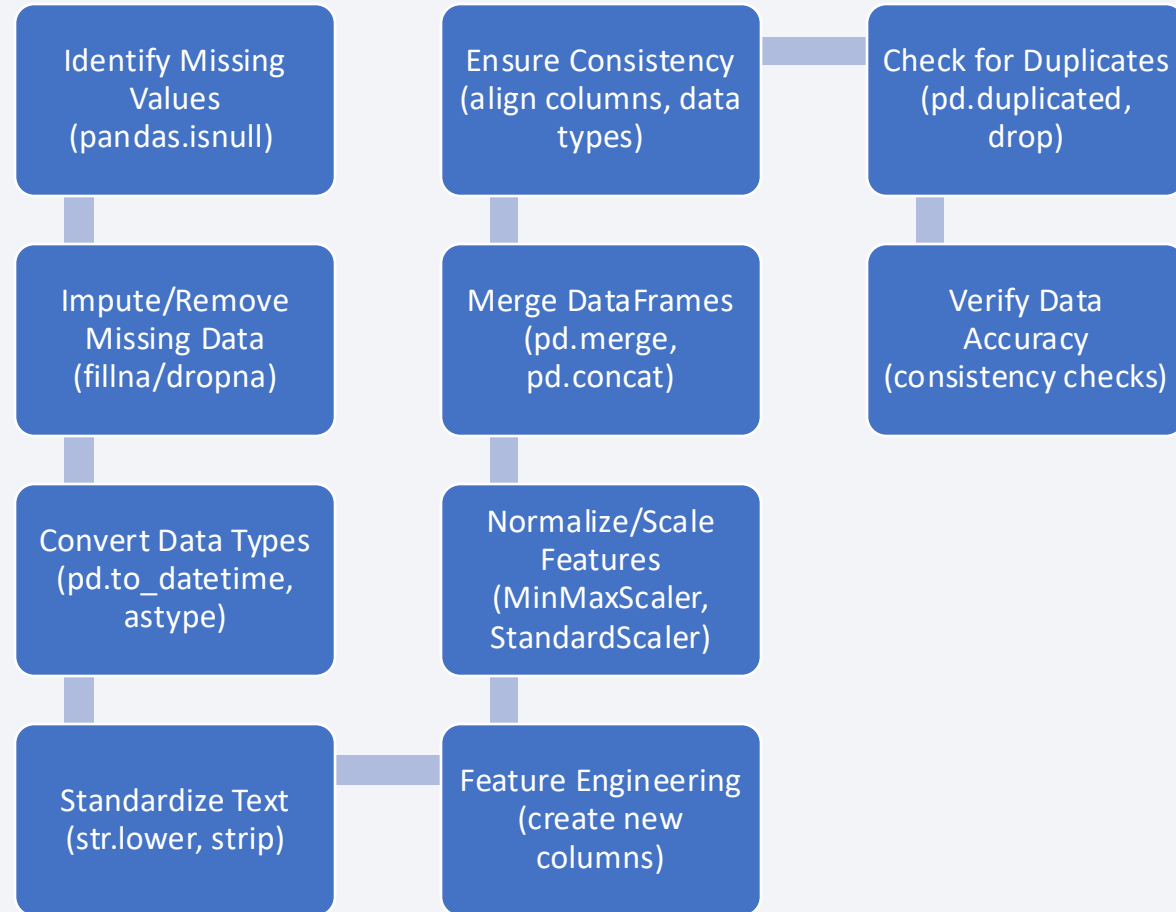 Identify Missing
Values
(pandas.isnull)
Impute/Remove
Missing Data
(fillna/dropna)
Convert Data Types
(pd.to_datetime,
astype)
Standardize Text
(str.lower, strip)
Feature Engineering
(create new
columns)
Normalize/Scale
Features
(MinMaxScaler,
StandardScaler)
Merge DataFrames
(pd.merge,
pd.concat)
Ensure Consistency
(align columns, data
types)
Check for Duplicates
(pd.duplicated,
drop)
Verify Data
Accuracy
(consistency checks)